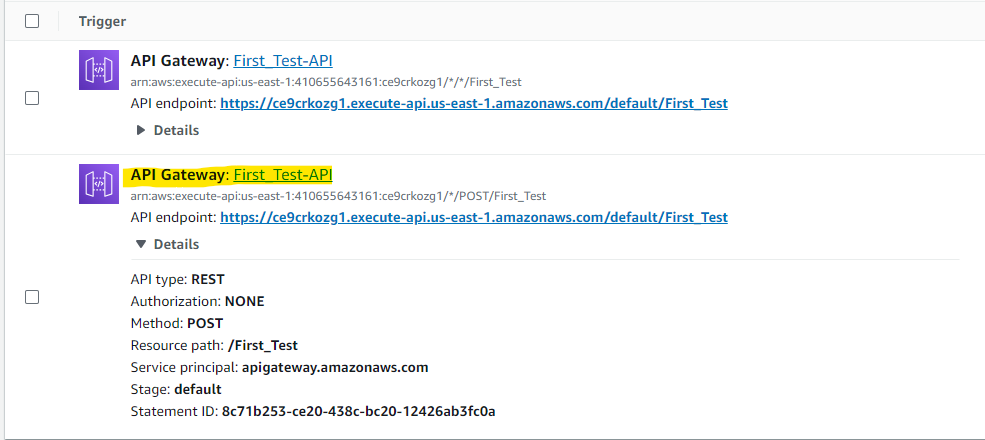 Trigger
API Gateway: First_Test-API
arn:aws:execute-api:us-east-1:410655643161:ce9crkozg1/*/*/First_Test
API endpoint: https://ce9crkozg1.execute-api.us-east-1.amazonaws.com/default/First_Test
Details
API Gateway: First_Test-API
arn:aws:execute-api:us-east-1:410655643161:ce9crkozg1/*/POST/First_Test
API endpoint: https://ce9crkozg1.execute-api.us-east-1.amazonaws.com/default/First_Test
Details
API type: REST
Authorization: NONE
Method: POST
Resource path: /First_Test
Service principal: apigateway.amazonaws.com
Stage: default
Statement ID: 8c71b253-ce20-438c-bc20-12426ab3fc0a